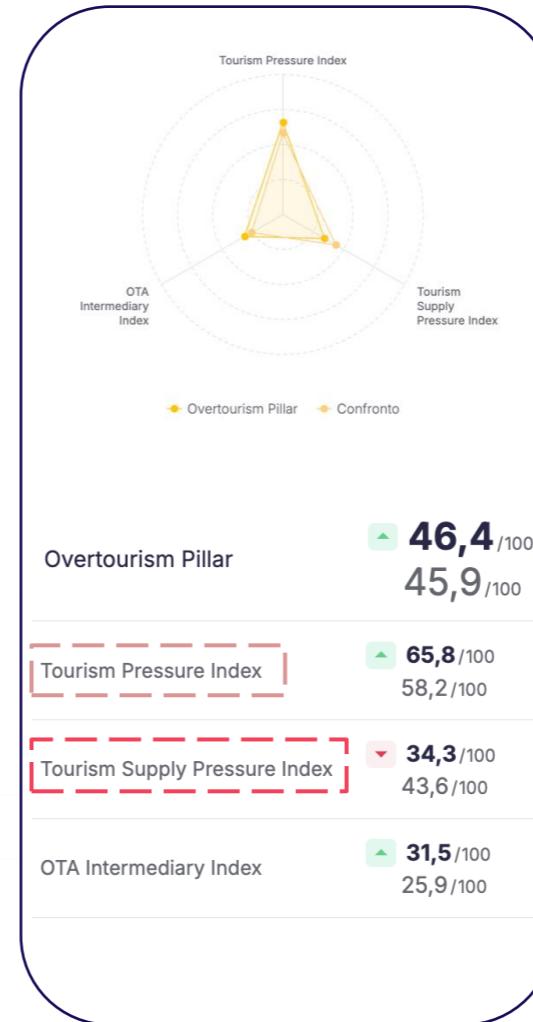 Tourism Pressure Index
OTA
Intermediary
Index
Tourism
Supply
Pressure Index
Overtourism Pillar
Confronto
Overtourism Pillar
46,4/100
45,9/100
Tourism Pressure Index
65,8/100
58,2/100
Tourism Supply Pressure Index
34,3/100
43,6/100
OTA Intermediary Index
31,5/100
25,9/100